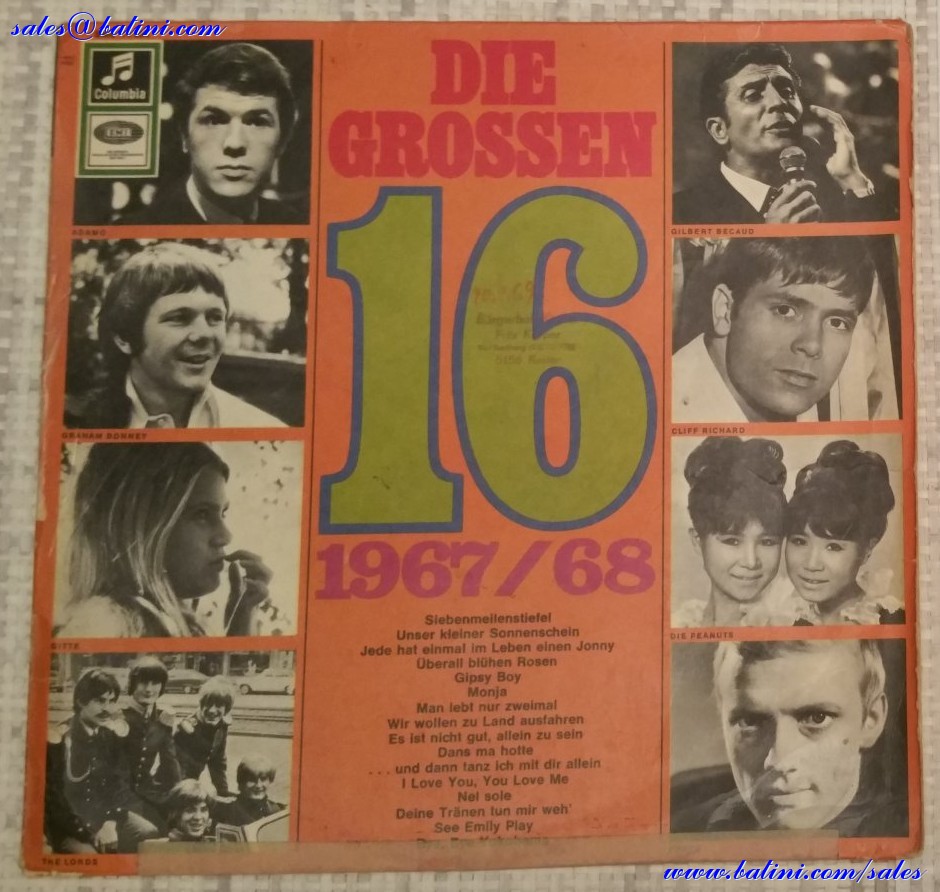 sales@batini.com
Columbia
EMI
DIE
GROSSEN
16
1967/68
ADAMO
GRAHAM BONNEY
GITTE
THE LORDS
GILBERT BECAUD
CLIFF RICHARD
DIE PEANUTS
Siebenmeilenstiefel
Unser kleiner Sonnenschein
Jede hat einmal im Leben einen Jonny
Überall blühen Rosen
Gipsy Boy
Monja
Man lebt nur zweimal
Wir wollen zu Land ausfahren
Es ist nicht gut, allein zu sein
Dans ma hotte
...und dann tanz ich mit dir allein
I Love You, You Love Me
Nel sole
Deine Tränen tun mir weh'
See Emily Play
www.batini.com/sales